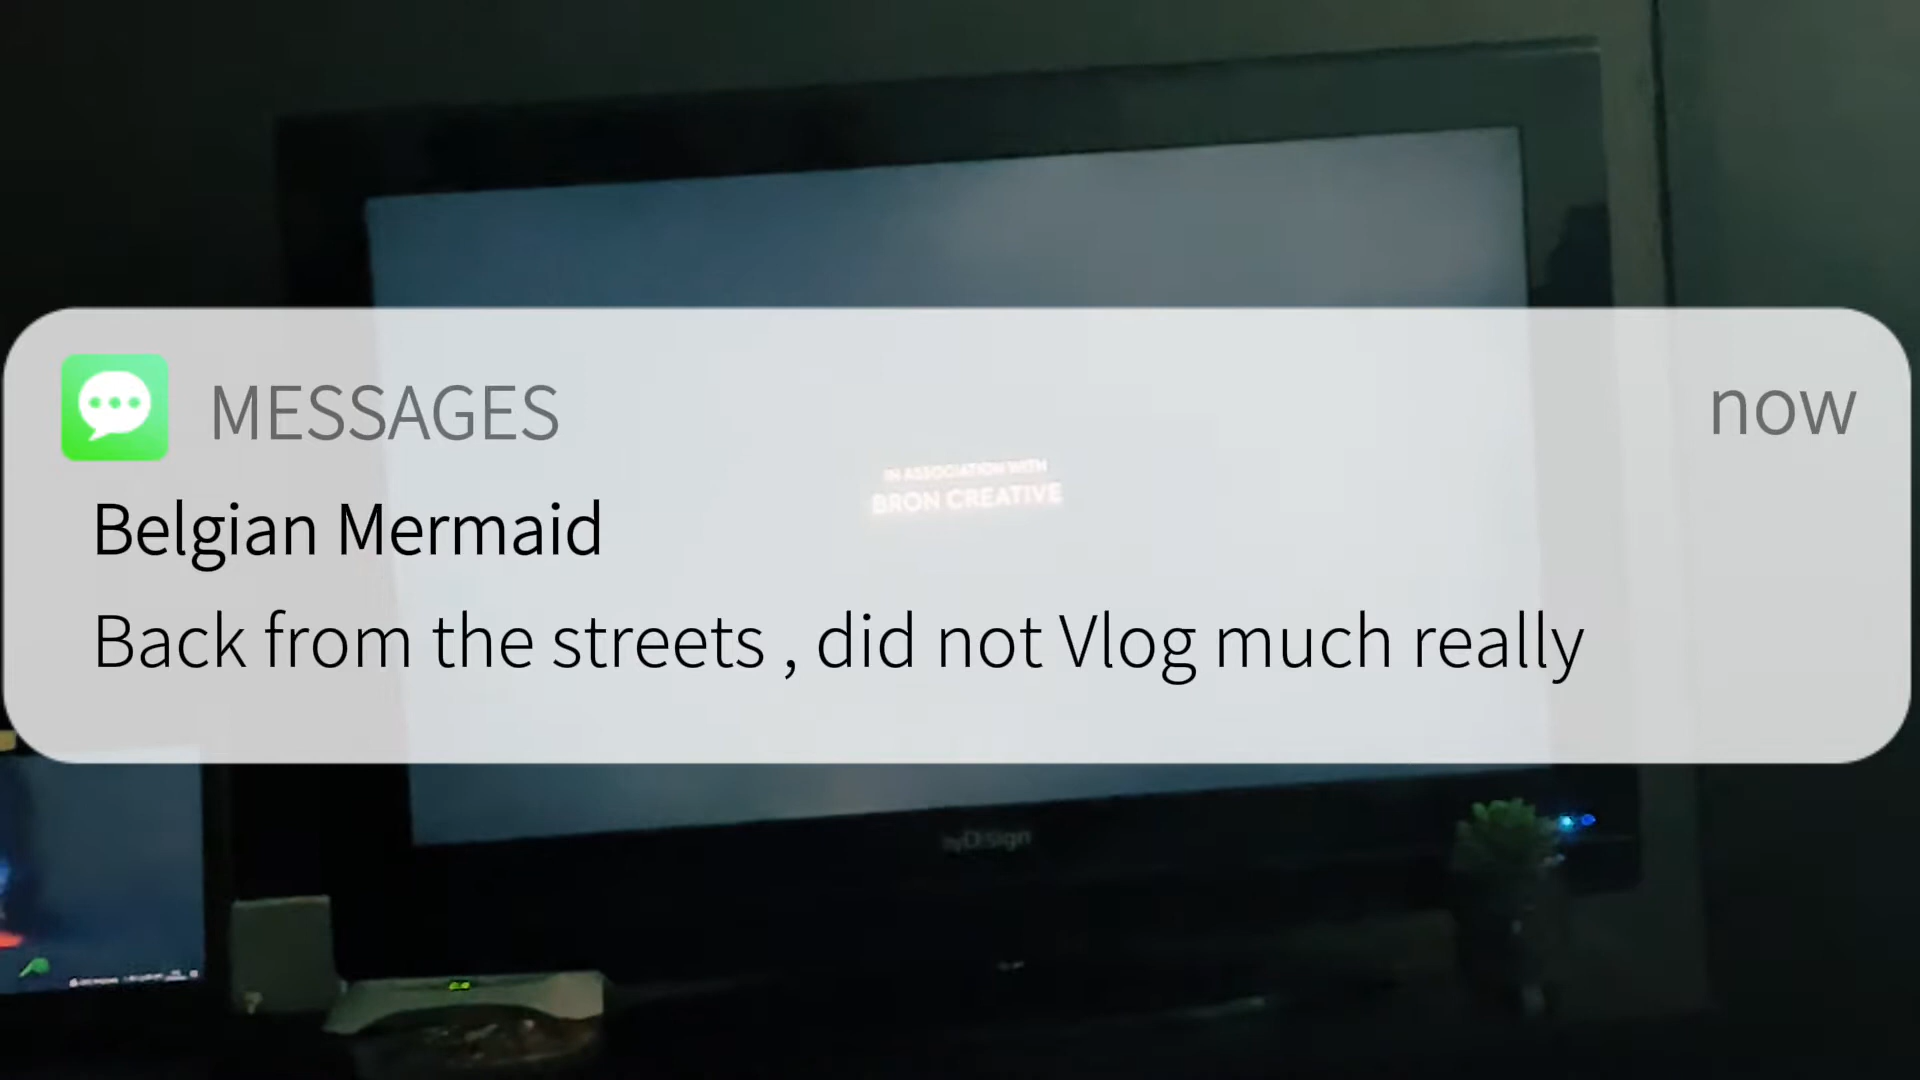 MESSAGES
now
Belgian Mermaid
Back from the streets , did not Vlog much really
IN ASSOCIATION WITH
BRON CREATIVE